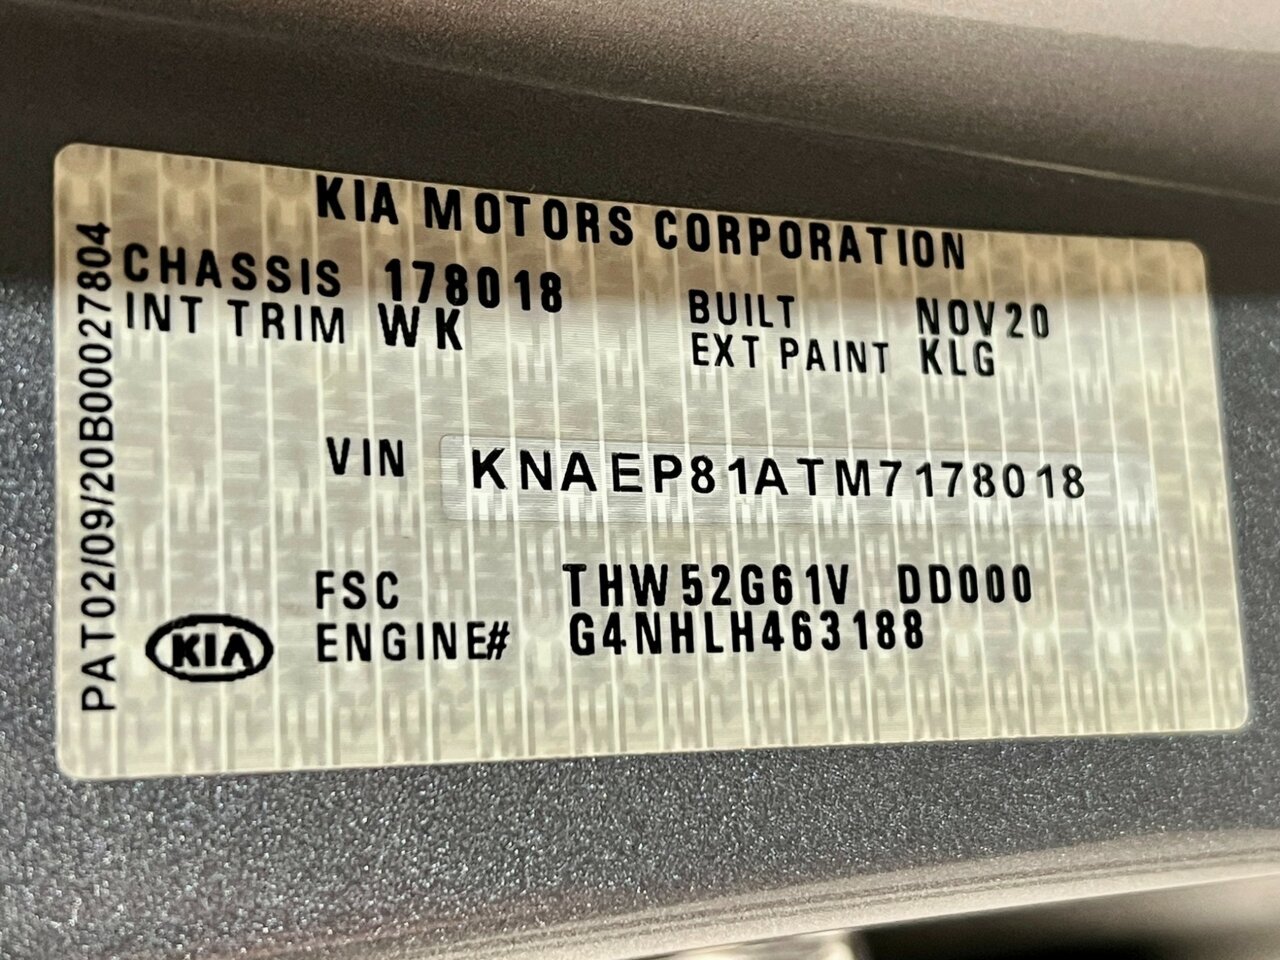 KIA MOTORS CORPORATION
CHASSIS 178018 BUILT NOV20
INT TRIM WK EXT PAINT KLG
VIN KNAEP81ATM7178018
FSC THW52G61V DD000
ENGINE# G4NHLH463188
KIA
PAT02/09/20B00027804